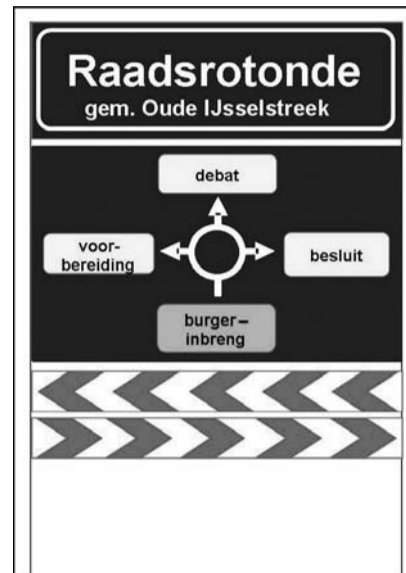 Raadsrotonde
gem. Oude IJsselstreek
debat
voor-
bereiding
besluit
burger–
inbreng